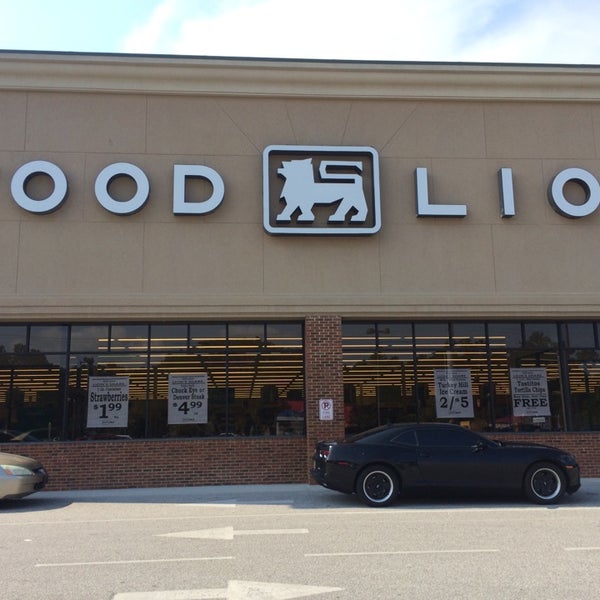 OOD LIO
Strawberries
$1.99
Chuck Eye or
Denver Steak
$4.99
Turkey Hill
Ice Cream
2/$5
Tostitos
Tortilla Chips
FREE
P